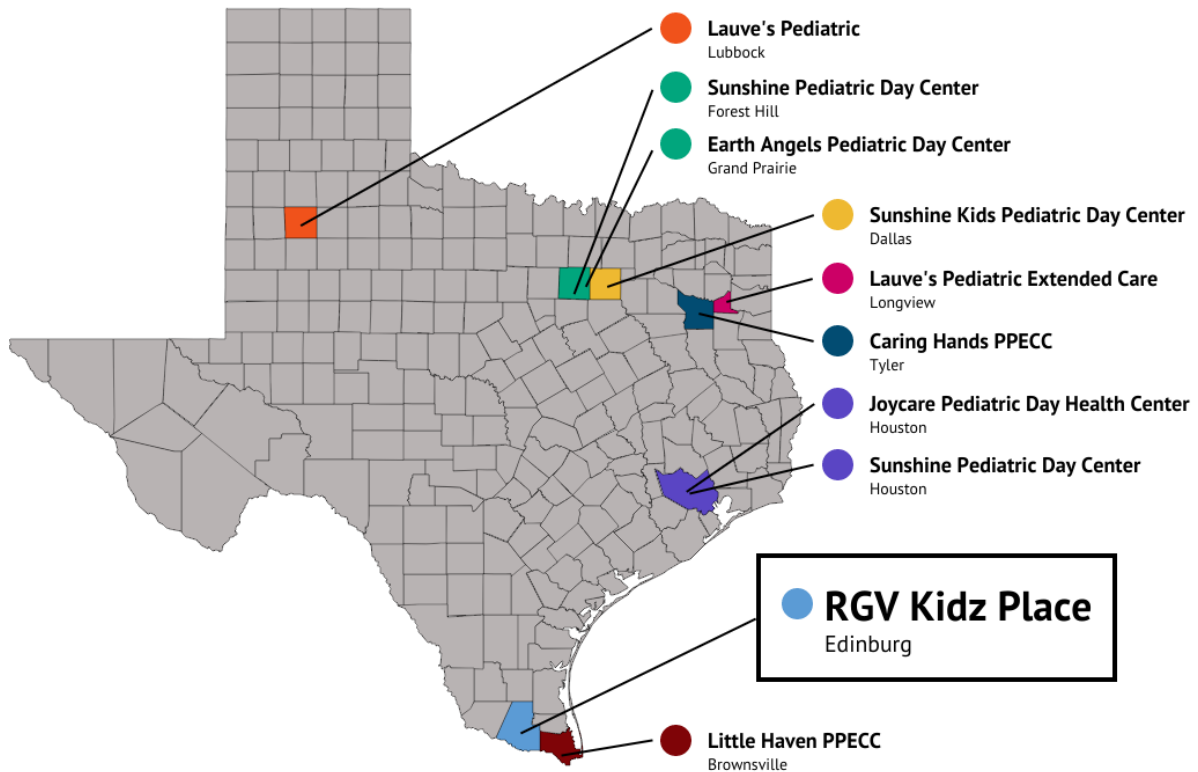 Lauve's Pediatric
Lubbock
Sunshine Pediatric Day Center
Forest Hill
Earth Angels Pediatric Day Center
Grand Prairie
Sunshine Kids Pediatric Day Center
Dallas
Lauve's Pediatric Extended Care
Longview
Caring Hands PPECC
Tyler
Joycare Pediatric Day Health Center
Houston
Sunshine Pediatric Day Center
Houston
RGV Kidz Place
Edinburg
Little Haven PPECC
Brownsville